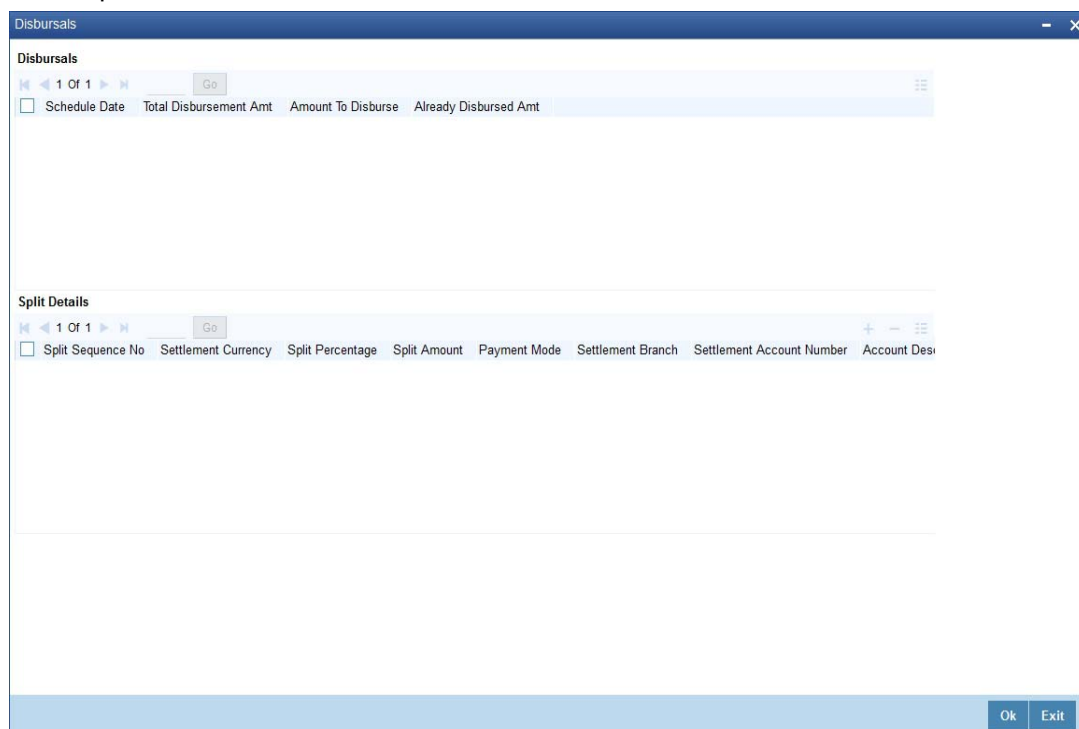 Disbursals
Disbursals
1 Of 1 Go
Schedule Date Total Disbursement Amt Amount To Disburse Already Disbursed Amt
Split Details
1 Of 1 Go
Split Sequence No Settlement Currency Split Percentage Split Amount Payment Mode Settlement Branch Settlement Account Number Account Desc
Ok Exit